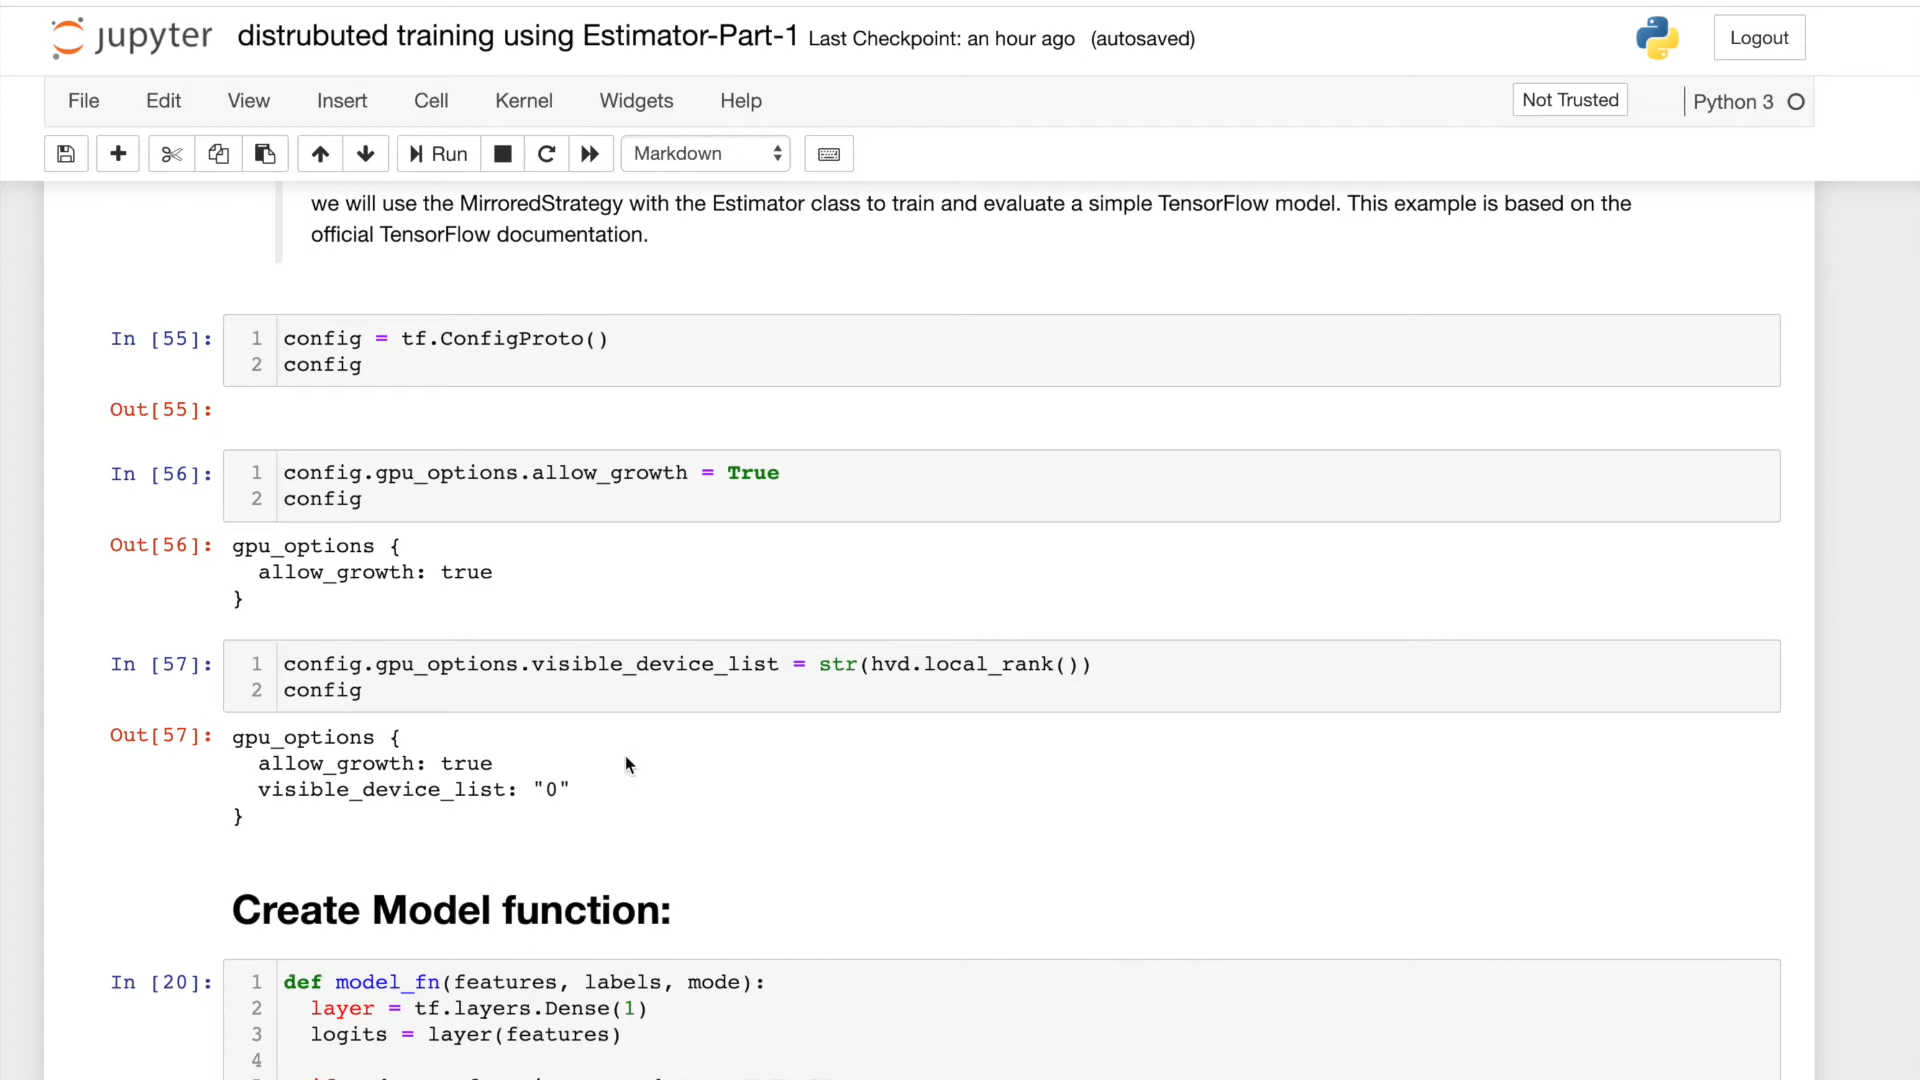 jupyter distrubuted training using Estimator-Part-1 Last Checkpoint: an hour ago (autosaved) Logout
File Edit View Insert Cell Kernel Widgets Help Not Trusted Python 3
Run Markdown
we will use the MirroredStrategy with the Estimator class to train and evaluate a simple TensorFlow model. This example is based on the
official TensorFlow documentation.
In [55]: 1 config = tf.ConfigProto()
2 config
Out[55]:
In [56]: 1 config.gpu_options.allow_growth = True
2 config
Out[56]: gpu_options {
allow_growth: true
}
In [57]: 1 config.gpu_options.visible_device_list = str(hvd.local_rank())
2 config
Out[57]: gpu_options {
allow_growth: true
visible_device_list: "0"
}
Create Model function:
In [20]: 1 def model_fn(features, labels, mode):
2 layer = tf.layers.Dense(1)
3 logits = layer(features)
4